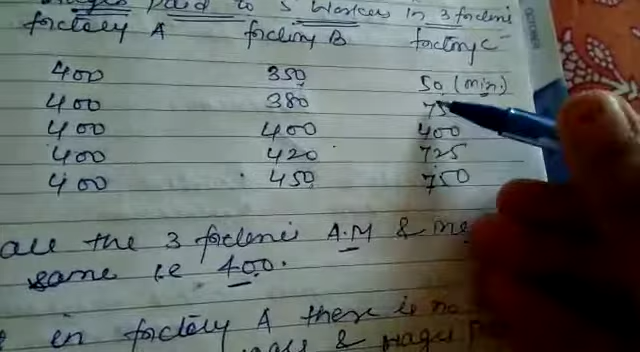 wages paid to 5 workers in 3 factories
factory A factory B factory C
400 350 50 (min.)
400 380 75
400 400 400
400 420 725
400 450 750
all the 3 factories A.M &
same i.e 400.
in factory A there is no
& wages
OCTOBER